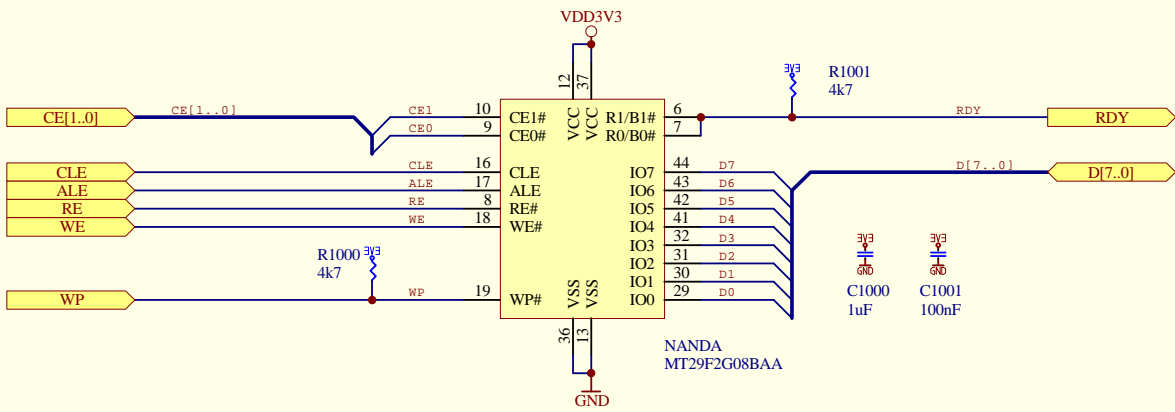 VDD3V3
12
37
VCC
VCC
3V3
R1001
4k7
CE[1..0]
CE[1..0]
CE1
10
CE1#
R1/B1#
6
RDY
RDY
CE0
9
CE0#
R0/B0#
7
CLE
CLE
16
CLE
IO7
44
D7
D[7..0]
D[7..0]
ALE
ALE
17
ALE
IO6
43
D6
RE
RE
8
RE#
IO5
42
D5
WE
WE
18
WE#
IO4
41
D4
IO3
32
D3
R1000
4k7
3V3
IO2
31
D2
3V3
GND
C1000
1uF
3V3
GND
C1001
100nF
IO1
30
D1
WP
WP
19
WP#
IO0
29
D0
VSS
VSS
36
13
NANDA
MT29F2G08BAA
GND